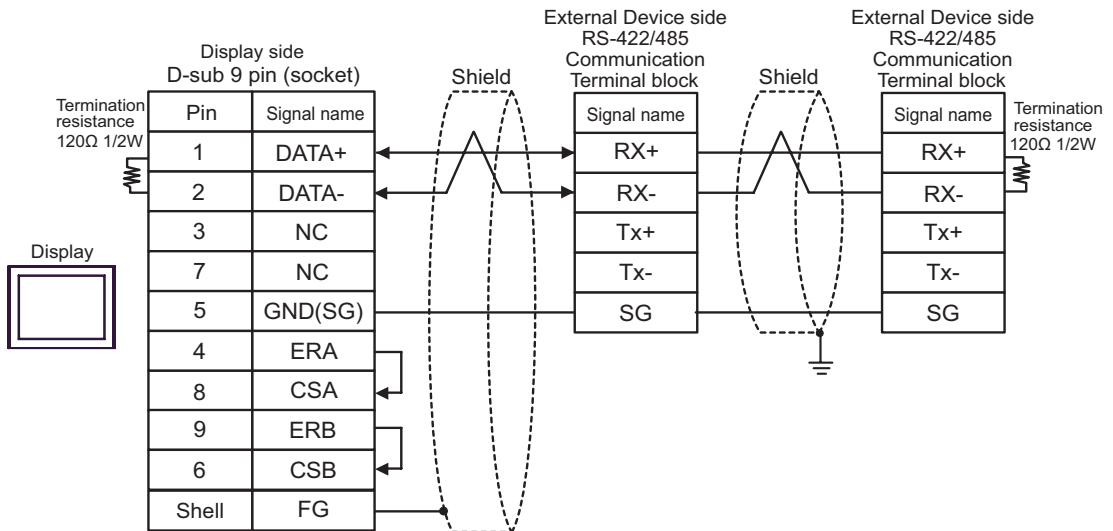 Display side
D-sub 9 pin (socket)
Shield
External Device side
RS-422/485
Communication
Terminal block
Shield
External Device side
RS-422/485
Communication
Terminal block
Termination
resistance
120Ω 1/2W
Pin Signal name
1 DATA+
2 DATA-
3 NC
7 NC
5 GND(SG)
4 ERA
8 CSA
9 ERB
6 CSB
Shell FG
Display
Signal name
RX+
RX-
Tx+
Tx-
SG
Signal name
RX+
RX-
Tx+
Tx-
SG
Termination
resistance
120Ω 1/2W